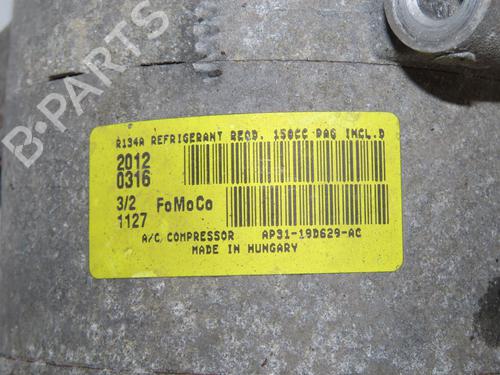 R134A REFRIGERANT REQD. 150CC PAG INCL.D
2012
0316
3/2 FoMoCo
1127
A/C COMPRESSOR AP31-19D629-AC
MADE IN HUNGARY